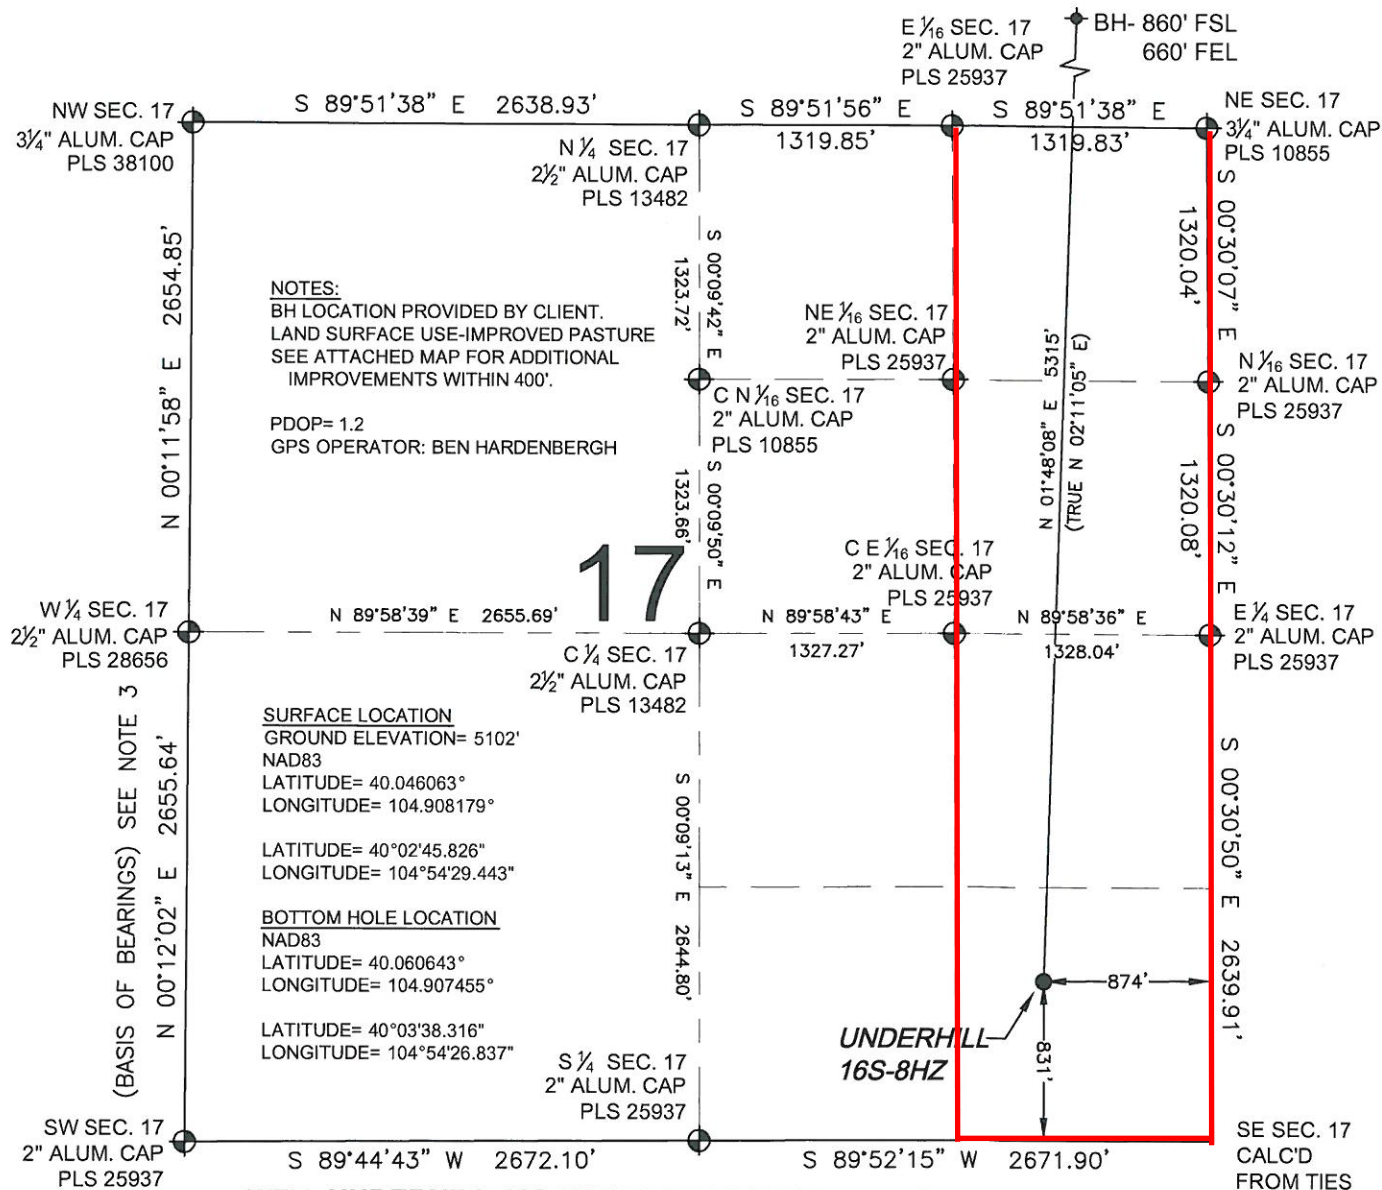 E 1/16 SEC. 17
2" ALUM. CAP
PLS 25937
BH- 860' FSL
660' FEL
NW SEC. 17
3¼" ALUM. CAP
PLS 38100
S 89°51'38" E 2638.93'
N ¼ SEC. 17
2½" ALUM. CAP
PLS 13482
S 89°51'56" E
1319.85'
S 89°51'38" E
1319.83'
NE SEC. 17
3¼" ALUM. CAP
PLS 10855
N 00°11'58" E 2654.85'
NOTES:
BH LOCATION PROVIDED BY CLIENT.
LAND SURFACE USE-IMPROVED PASTURE
SEE ATTACHED MAP FOR ADDITIONAL
IMPROVEMENTS WITHIN 400'.
PDOP= 1.2
GPS OPERATOR: BEN HARDENBERGH
S 00°09'42" E
1323.72'
NE 1/16 SEC. 17
2" ALUM. CAP
PLS 25937
N 01°48'08" E 5315'
(TRUE N 02°11'05" E)
S 00°30'07" E
1320.04'
N 1/16 SEC. 17
2" ALUM. CAP
PLS 25937
C N 1/16 SEC. 17
2" ALUM. CAP
PLS 10855
S 00°09'50" E
1323.66'
S 00°30'12" E
1320.08'
17
C E 1/16 SEC. 17
2" ALUM. CAP
PLS 25937
W ¼ SEC. 17
2½" ALUM. CAP
PLS 28656
N 89°58'39" E 2655.69'
C ¼ SEC. 17
2½" ALUM. CAP
PLS 13482
N 89°58'43" E
1327.27'
N 89°58'36" E
1328.04'
E ¼ SEC. 17
2" ALUM. CAP
PLS 25937
(BASIS OF BEARINGS) SEE NOTE 3
N 00°12'02" E 2655.64'
SURFACE LOCATION
GROUND ELEVATION= 5102'
NAD83
LATITUDE= 40.046063°
LONGITUDE= 104.908179°
LATITUDE= 40°02'45.826"
LONGITUDE= 104°54'29.443"
BOTTOM HOLE LOCATION
NAD83
LATITUDE= 40.060643°
LONGITUDE= 104.907455°
LATITUDE= 40°03'38.316"
LONGITUDE= 104°54'26.837"
S 00°09'13" E 2644.80'
S 00°30'50" E 2639.91'
874'
831'
UNDERHILL
16S-8HZ
S ¼ SEC. 17
2" ALUM. CAP
PLS 25937
SW SEC. 17
2" ALUM. CAP
PLS 25937
S 89°44'43" W 2672.10'
S 89°52'15" W 2671.90'
SE SEC. 17
CALC'D
FROM TIES